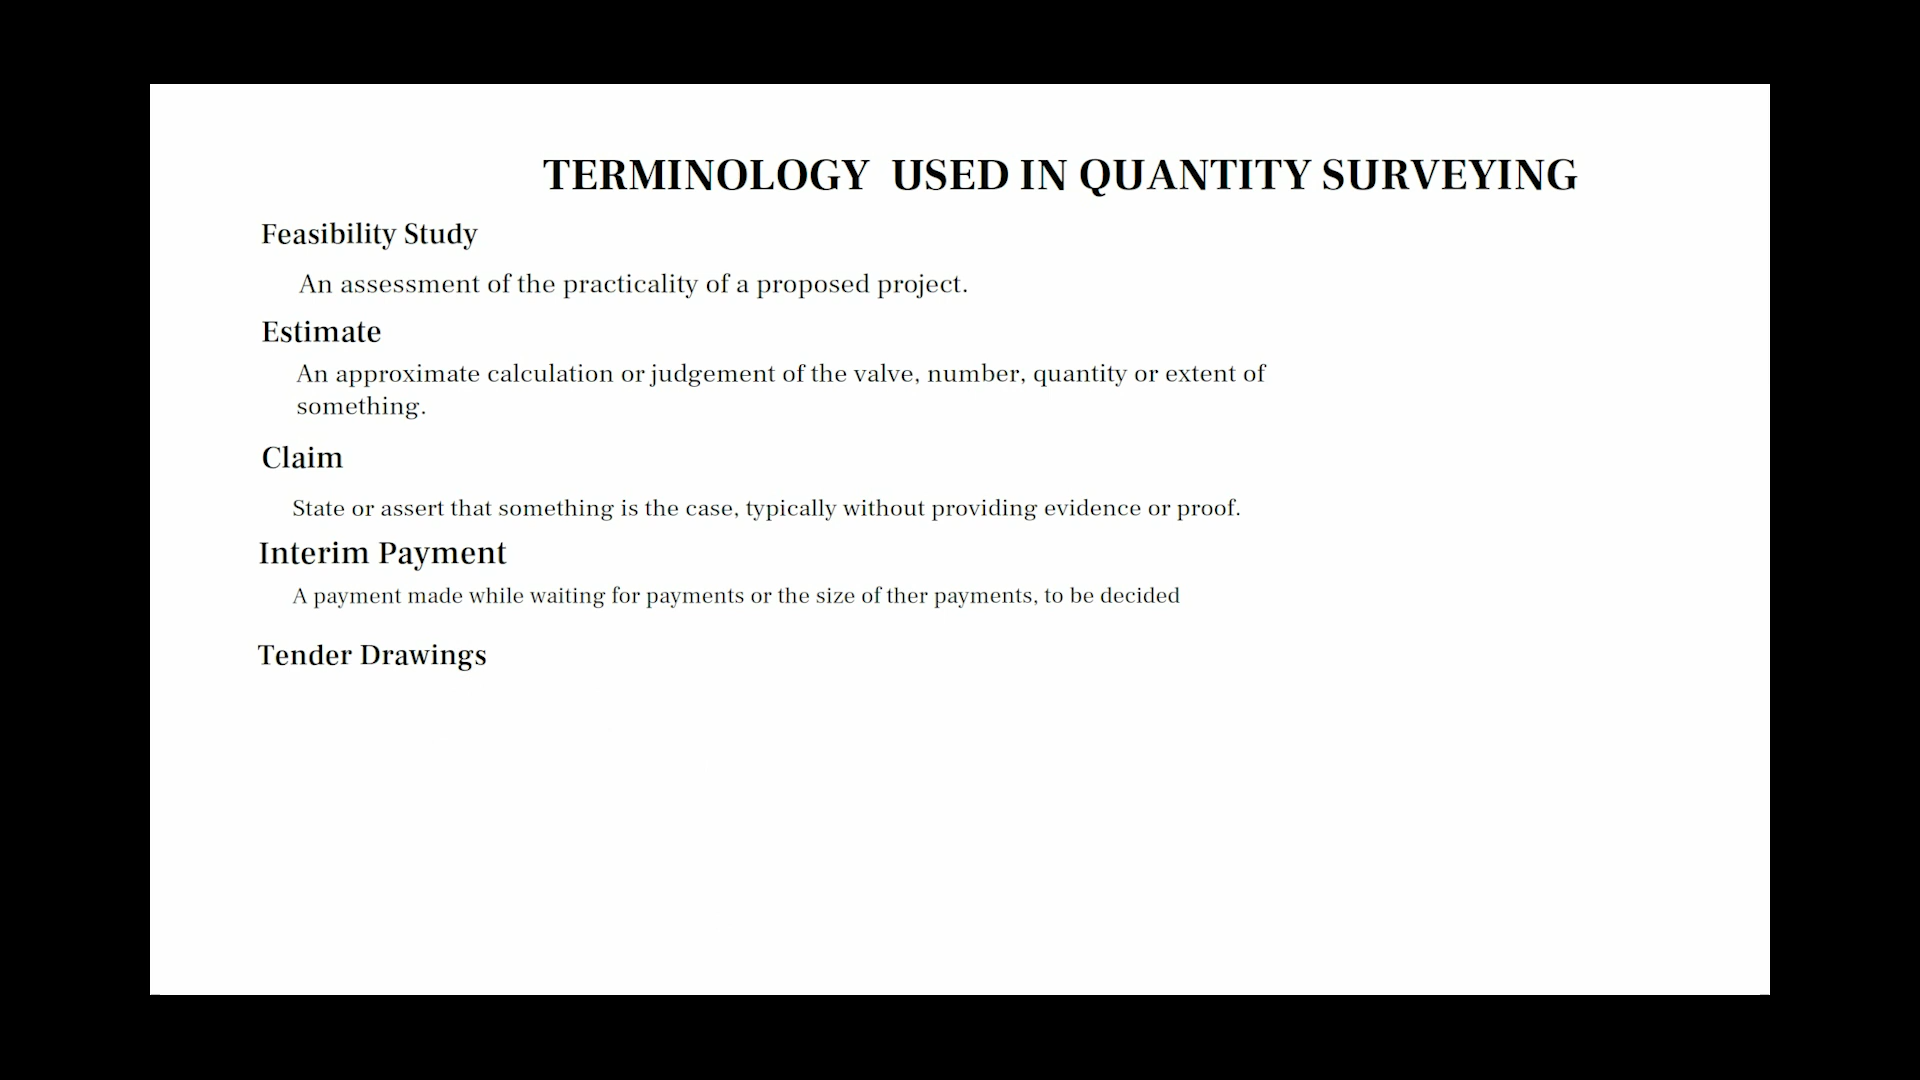 TERMINOLOGY USED IN QUANTITY SURVEYING
Feasibility Study
An assessment of the practicality of a proposed project.
Estimate
An approximate calculation or judgement of the valve, number, quantity or extent of
something.
Claim
State or assert that something is the case, typically without providing evidence or proof.
Interim Payment
A payment made while waiting for payments or the size of ther payments, to be decided
Tender Drawings